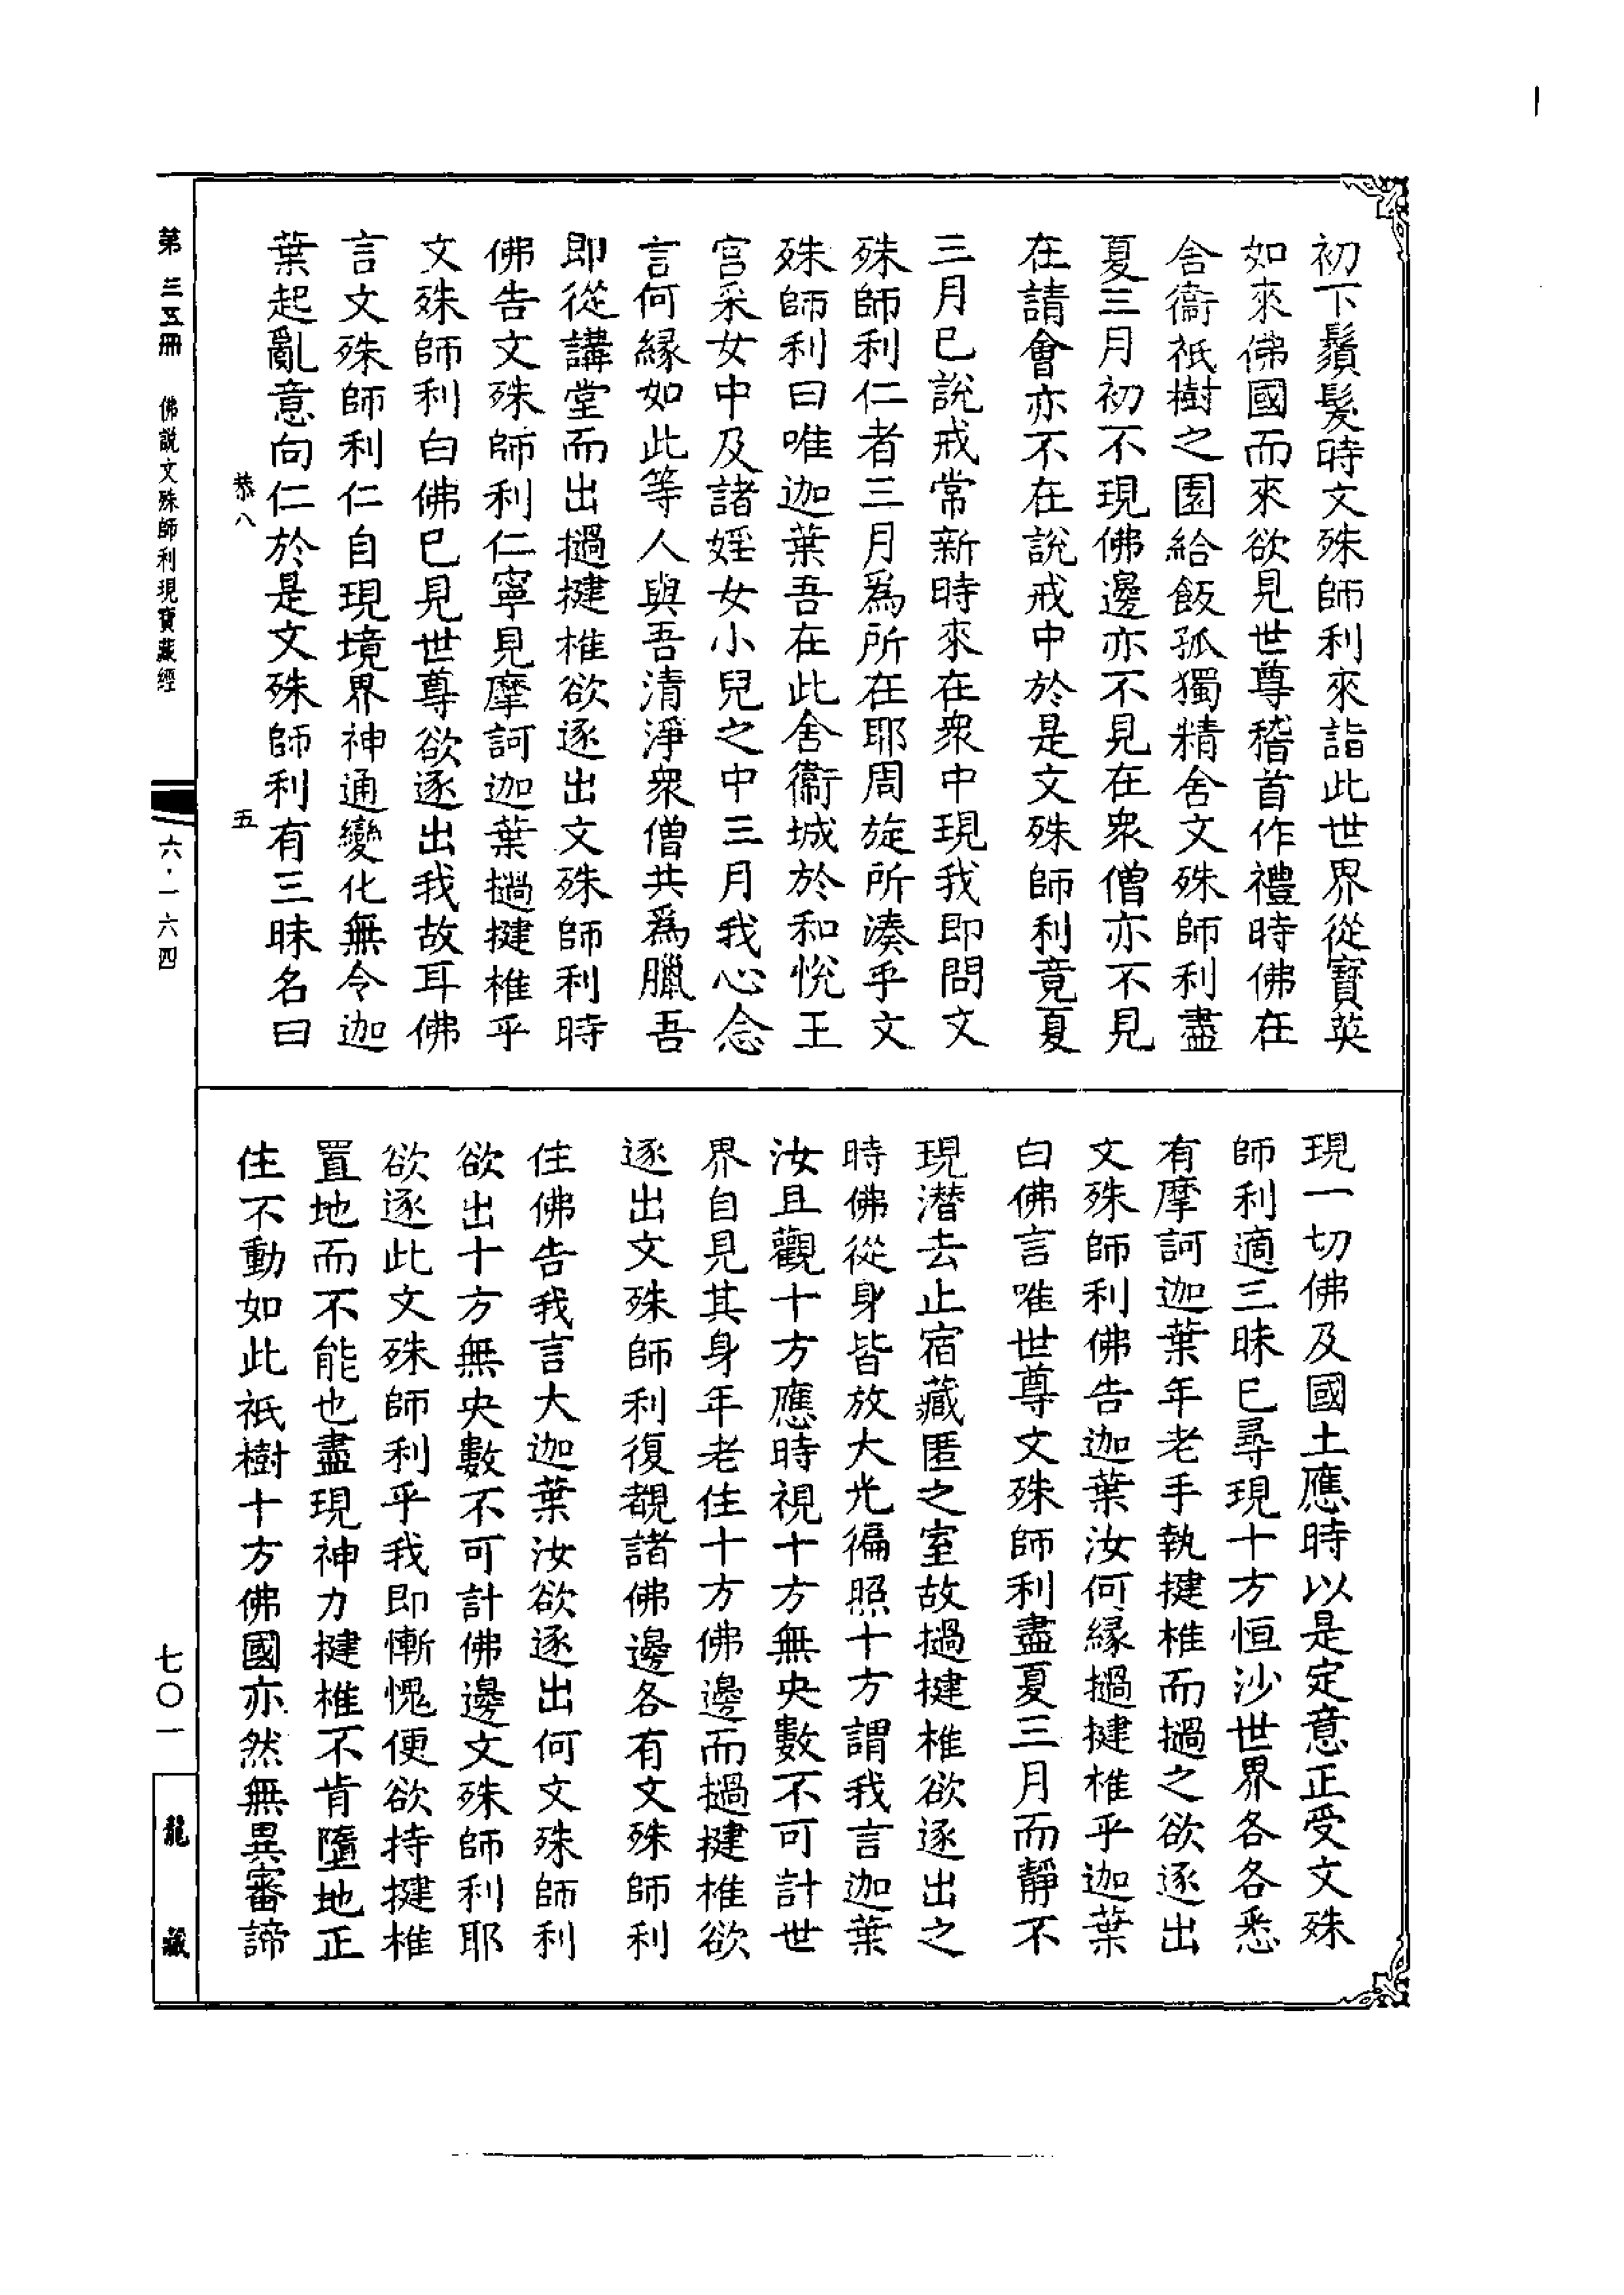 初下鬚髮時文殊師利來詣此世界從寶英
如來佛國而來欲見世尊稽首作禮時佛在
舍衞祇樹之園給飯孤獨精舍文殊師利盡
夏三月初不現佛邊亦不見在衆僧亦不見
在請會亦不在說戒中於是文殊師利竟夏
三月已說戒常新時來在衆中現我即問文
殊師利仁者三月爲所在耶周旋所湊乎文
殊師利曰唯迦葉吾在此舍衞城於和悅王
宮采女中及諸婬女小兒之中三月我心念
言何緣如此等人與吾清淨衆僧共爲臘吾
即從講堂而出撾揵椎欲逐出文殊師利時
佛告文殊師利仁寧見摩訶迦葉撾揵椎乎
文殊師利白佛已見世尊欲逐出我故耳佛
言文殊師利仁自現境界神通變化無令迦
葉起亂意向仁於是文殊師利有三昧名曰
恭八 五
現一切佛及國土應時以是定意正受文殊
師利適三昧已尋現十方恒沙世界各各悉
有摩訶迦葉年老手執揵椎而撾之欲逐出
文殊師利佛告迦葉汝何緣撾揵椎乎迦葉
白佛言唯世尊文殊師利盡夏三月而靜不
現潛去止宿藏匿之室故撾揵椎欲逐出之
時佛從身皆放大光徧照十方謂我言迦葉
汝且觀十方應時視十方無央數不可計世
界自見其身年老住十方佛邊而撾揵椎欲
逐出文殊師利復覩諸佛邊各有文殊師利
住佛告我言大迦葉汝欲逐出何文殊師利
欲出十方無央數不可計佛邊文殊師利耶
欲逐此文殊師利乎我即慚愧便欲持揵椎
置地而不能也盡現神力揵椎不肯墮地正
住不動如此祇樹十方佛國亦然無異審諦
第三五冊 佛説文殊師利現寶藏經 六·一六四
七〇一
龍藏